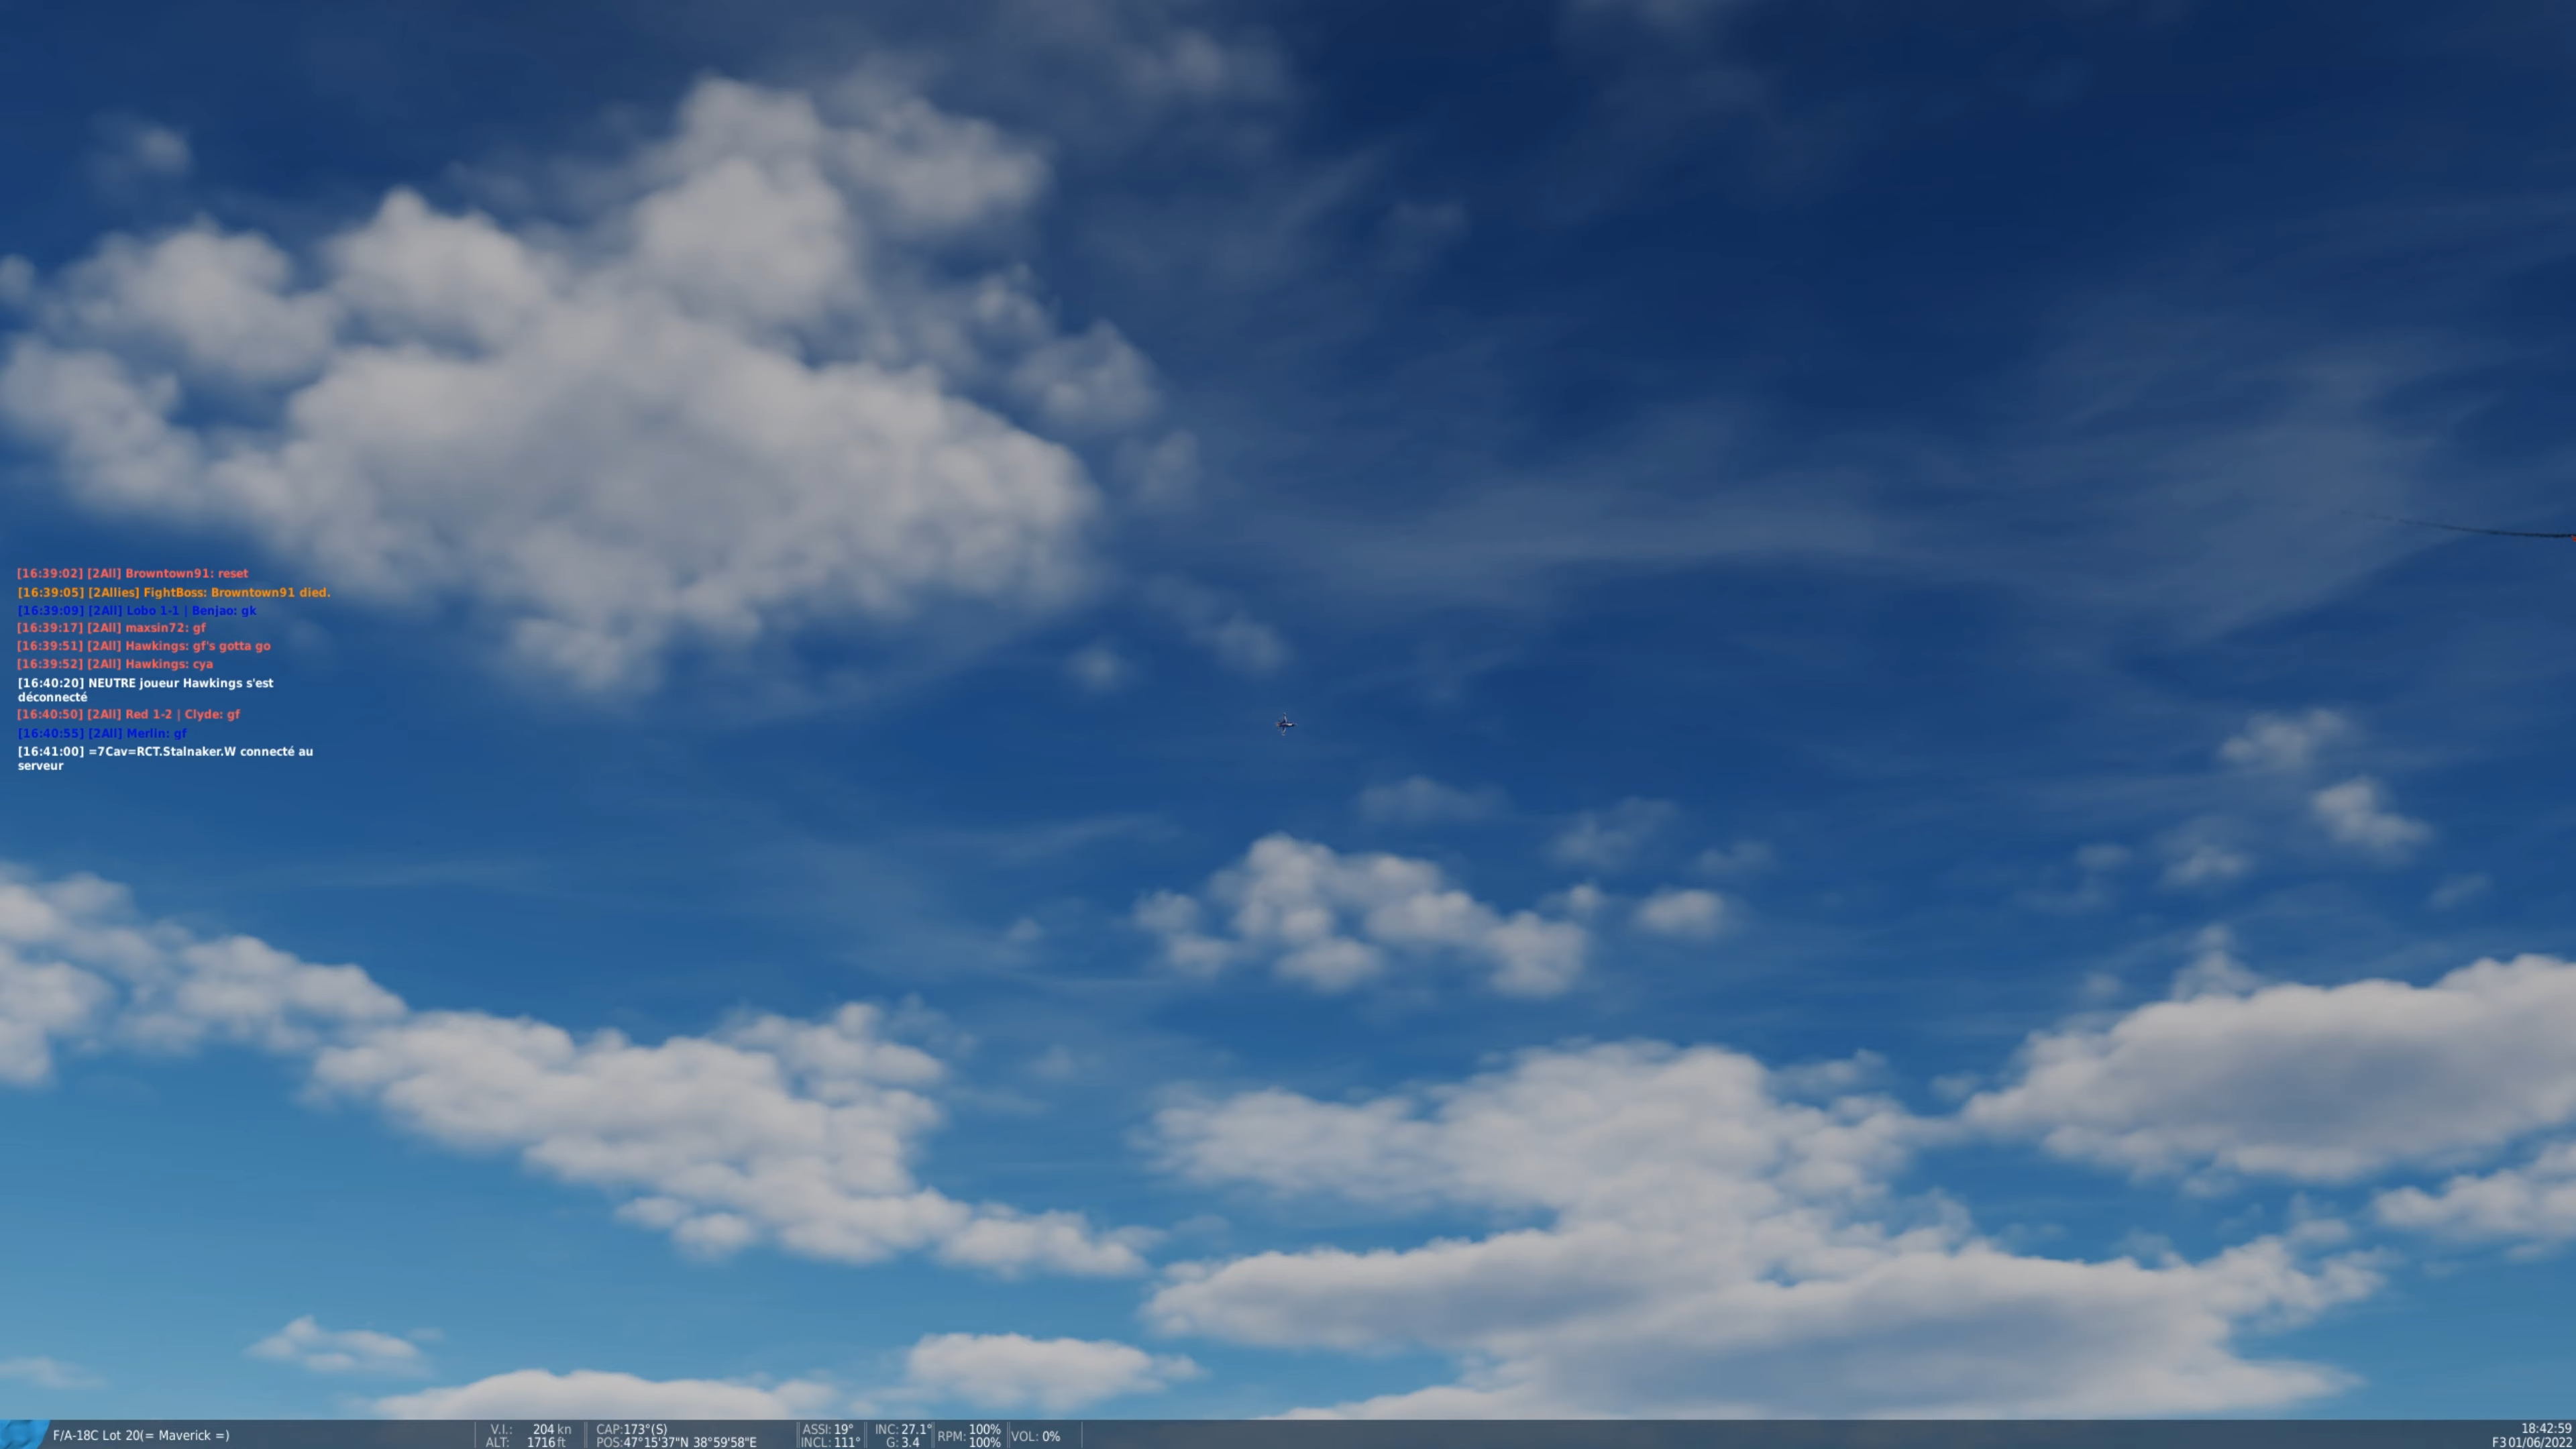 [16:39:02] [2All] Browntown91: reset
[16:39:05] [2Allies] FightBoss: Browntown91 died.
[16:39:09] [2All] Lobo 1-1 | Benjao: gk
[16:39:17] [2All] maxsin72: gf
[16:39:51] [2All] Hawkings: gf's gotta go
[16:39:52] [2All] Hawkings: cya
[16:40:20] NEUTRE joueur Hawkings s'est
déconnecté
[16:40:50] [2All] Red 1-2 | Clyde: gf
[16:40:55] [2All] Merlin: gf
[16:41:00] =7Cav=RCT.Stalnaker.W connecté au
serveur
F/A-18C Lot 20(= Maverick =)
V.I.: 204 kn
ALT: 1716 ft
CAP:173°(S)
POS:47°15'37"N 38°59'58"E
ASSI: 19°
INCL: 111°
INC: 27.1°
G: 3.4
RPM: 100%
100%
VOL: 0%
18:42:59
F3 01/06/2022